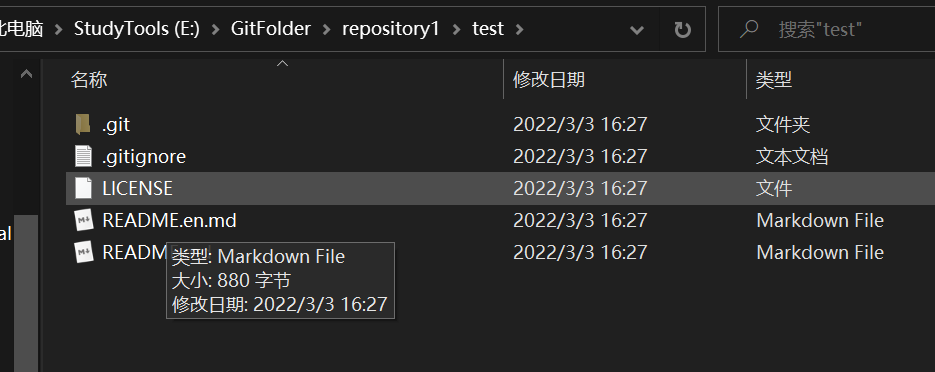 此电脑 StudyTools (E:) GitFolder repository1 test 搜索"test"
名称 修改日期 类型
.git 2022/3/3 16:27 文件夹
.gitignore 2022/3/3 16:27 文本文档
LICENSE 2022/3/3 16:27 文件
README.en.md 2022/3/3 16:27 Markdown File
al
READM 2022/3/3 16:27 Markdown File
类型: Markdown File
大小: 880 字节
修改日期: 2022/3/3 16:27